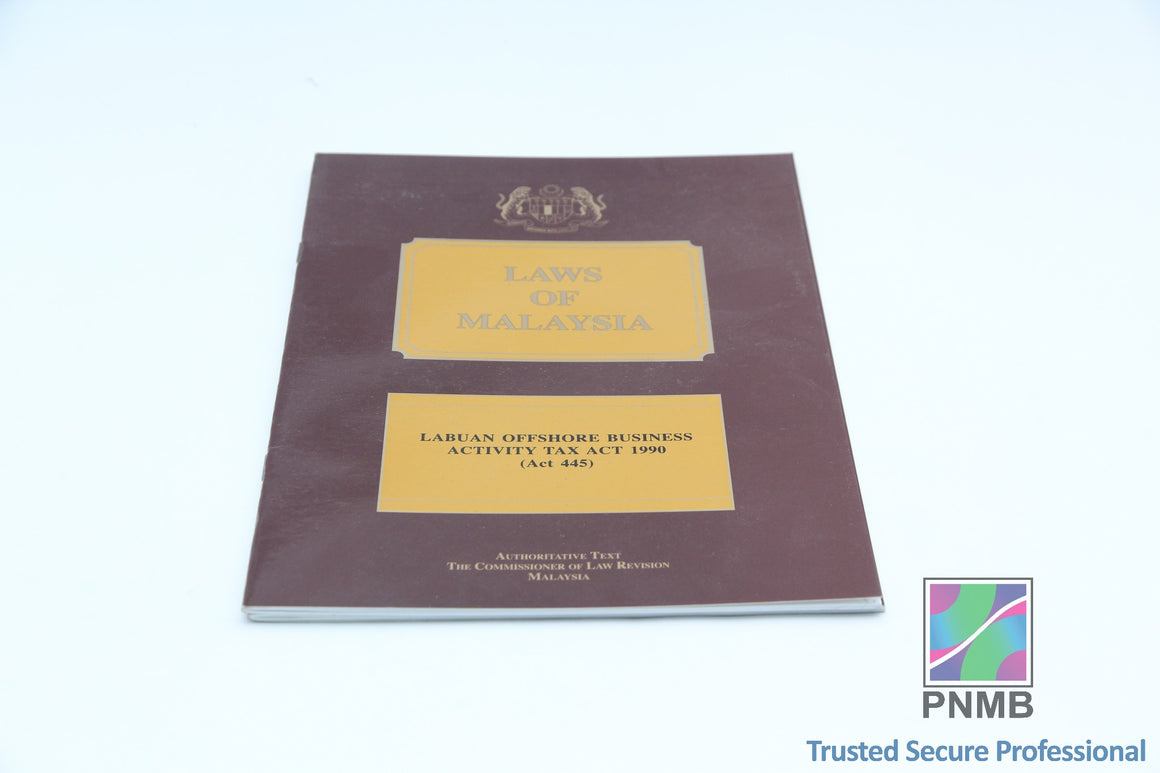 LAWS
OF
MALAYSIA
LABUAN OFFSHORE BUSINESS
ACTIVITY TAX ACT 1990
(Act 445)
AUTHORITATIVE TEXT
THE COMMISSIONER OF LAW REVISION
MALAYSIA
PNMB
Trusted Secure Professional